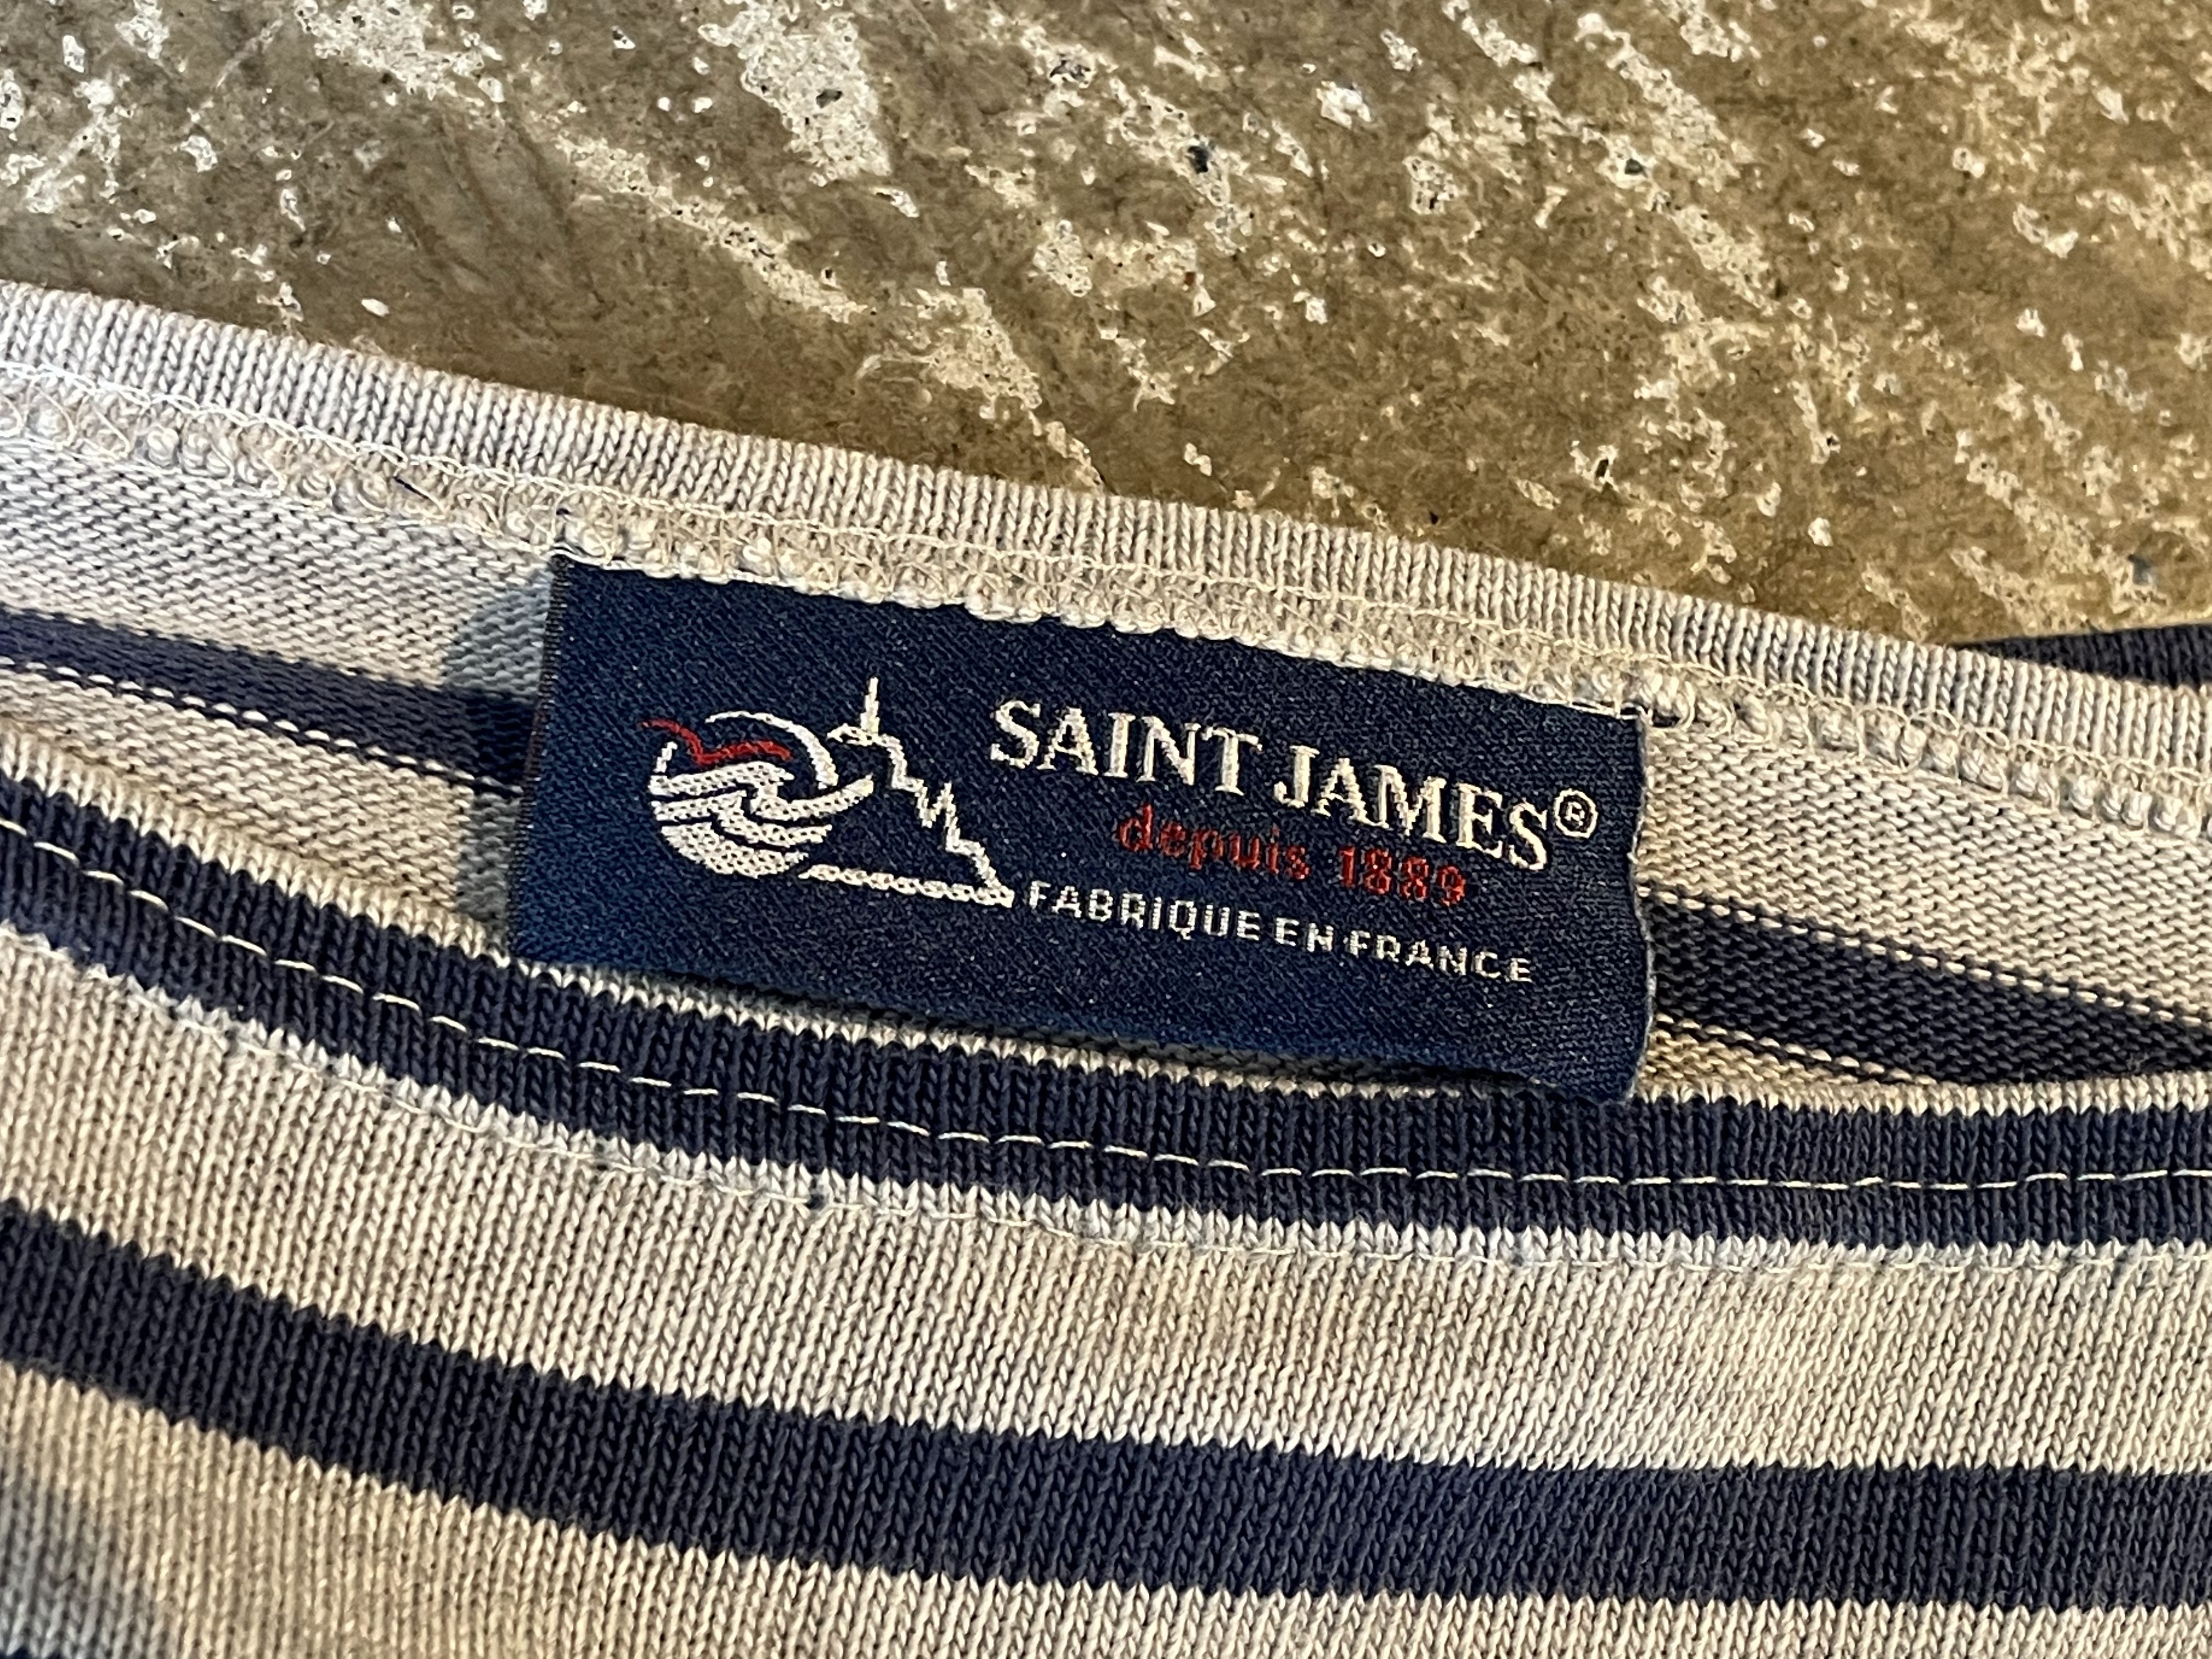 SAINT JAMES®
depuis 1889
FABRIQUE EN FRANCE